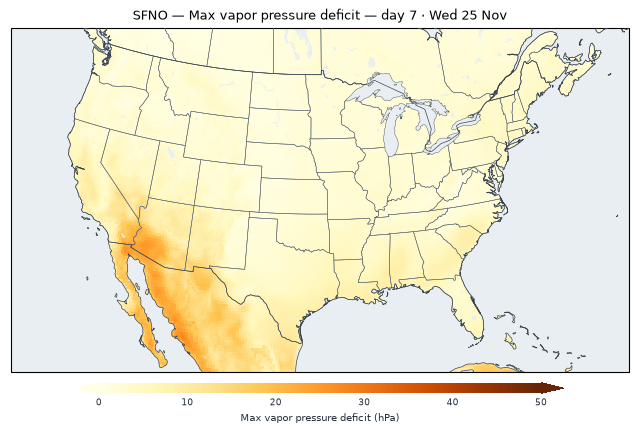 SFNO — Max vapor pressure deficit — day 7 · Wed 25 Nov
0 10 20 30 40 50
Max vapor pressure deficit (hPa)